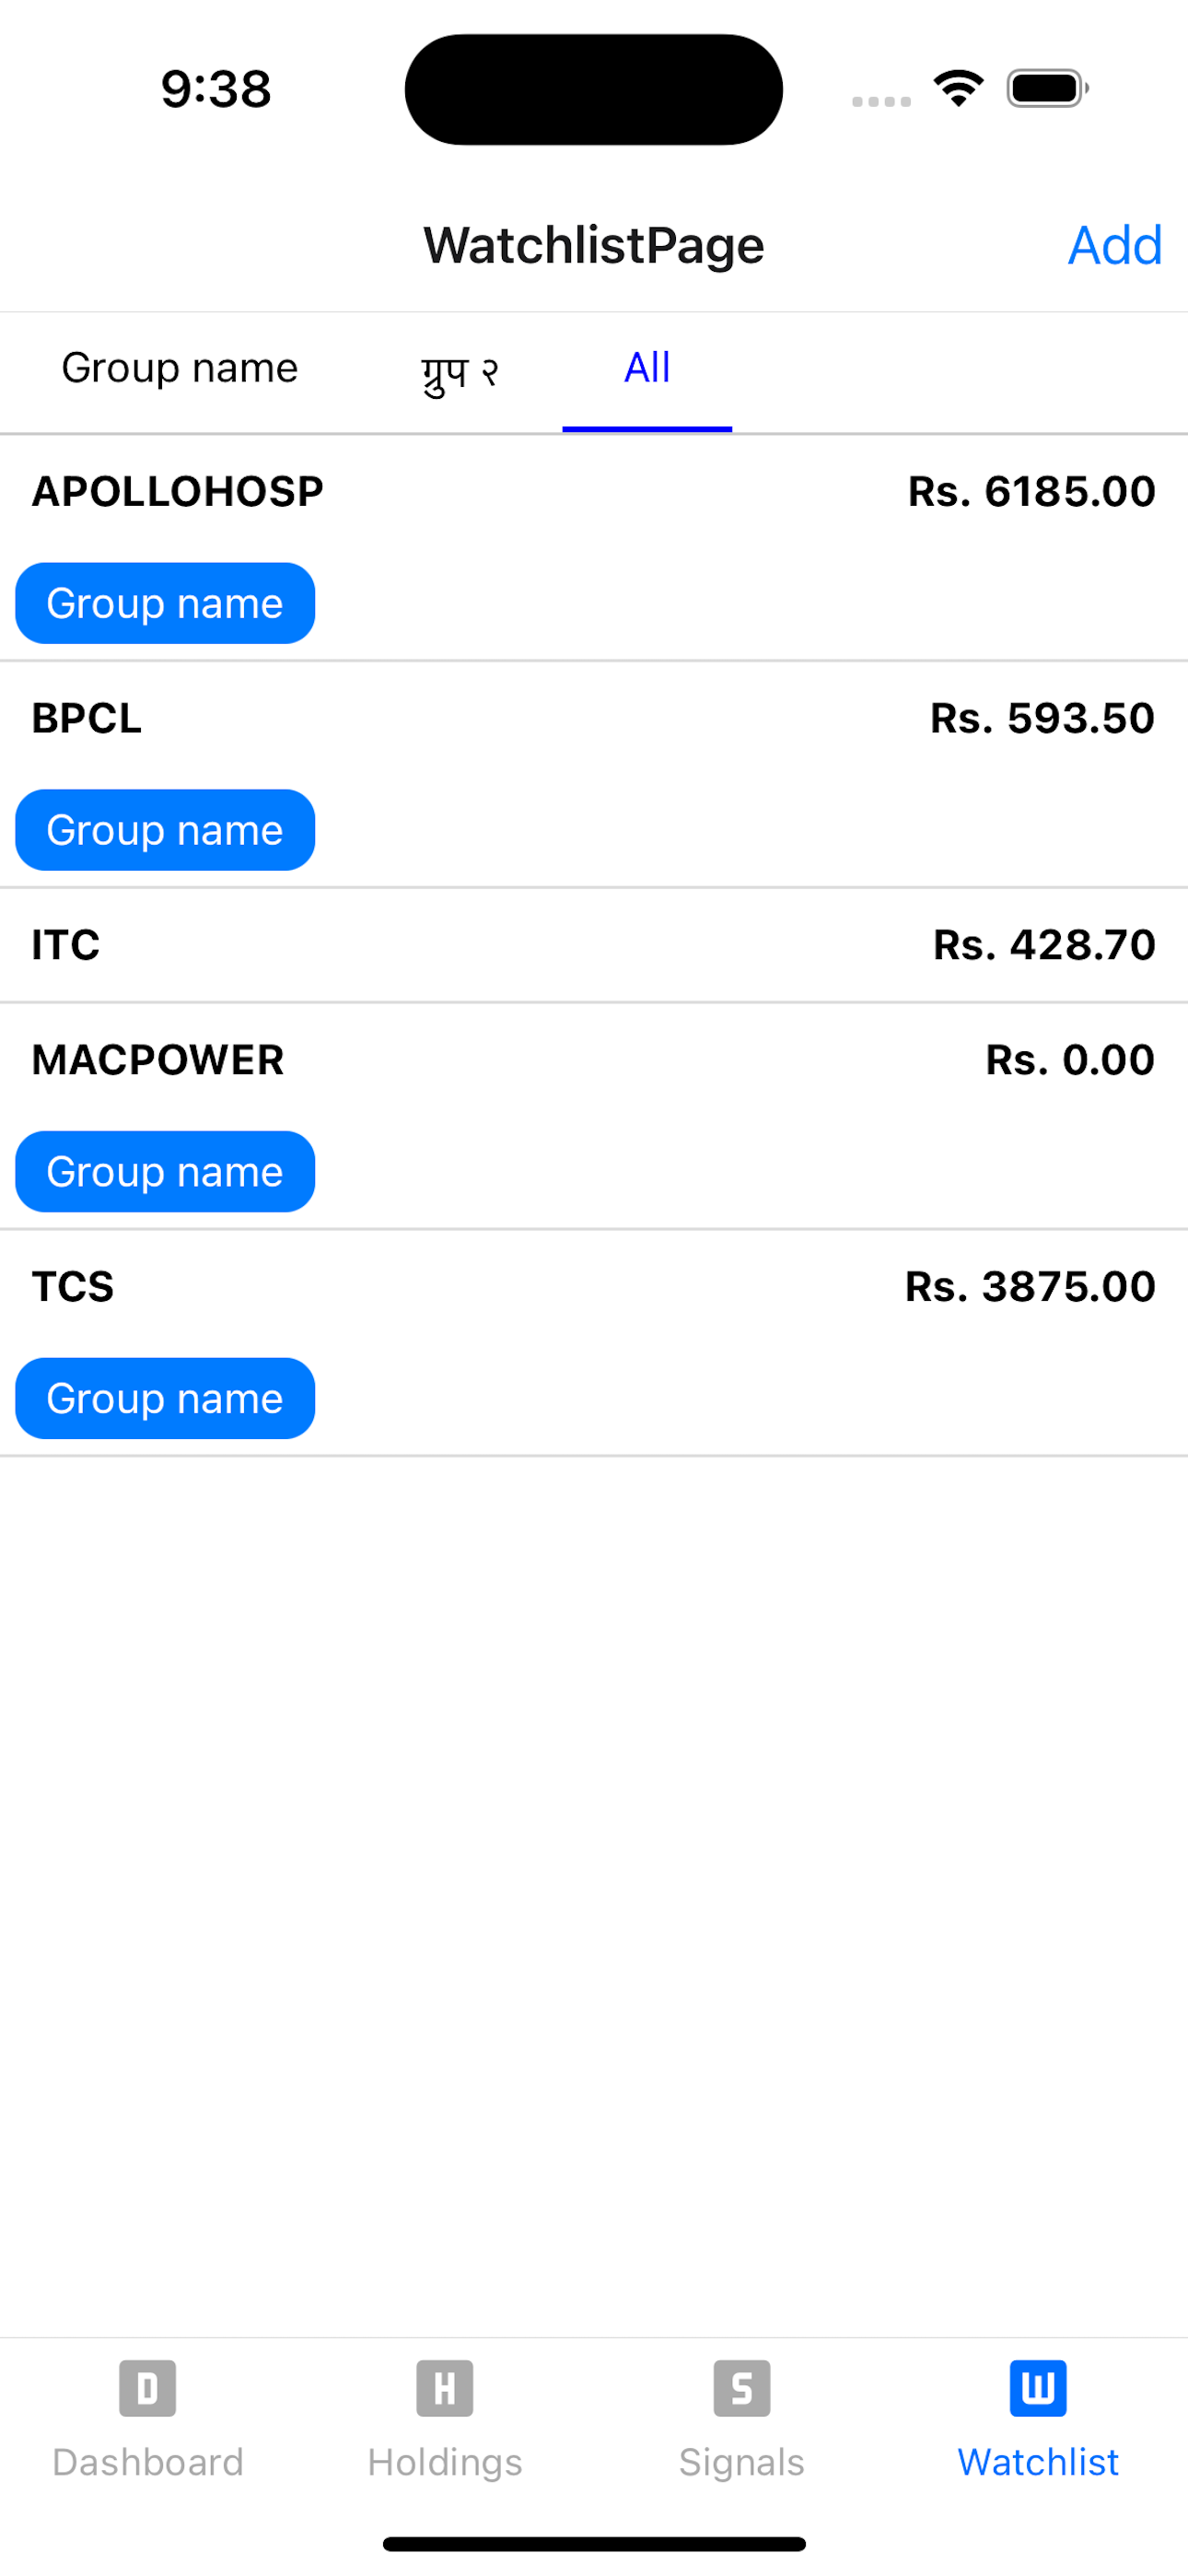 9:38
WatchlistPage Add
Group name ग्रुप २ All
APOLLOHOSP Rs. 6185.00
Group name
BPCL Rs. 593.50
Group name
ITC Rs. 428.70
MACPOWER Rs. 0.00
Group name
TCS Rs. 3875.00
Group name
D H S W
Dashboard Holdings Signals Watchlist